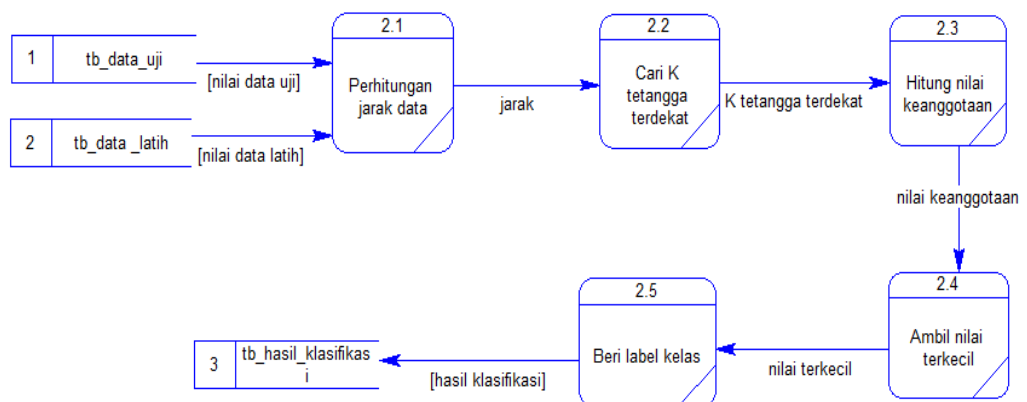 1
tb_data_uji
[nilai data uji]
2
tb_data _latih
[nilai data latih]
2.1
Perhitungan
jarak data
jarak
2.2
Cari K
tetangga
terdekat
K tetangga terdekat
2.3
Hitung nilai
keanggotaan
nilai keanggotaan
2.4
Ambil nilai
terkecil
nilai terkecil
2.5
Beri label kelas
[hasil klasifikasi]
3
tb_hasil_klasifikas
i